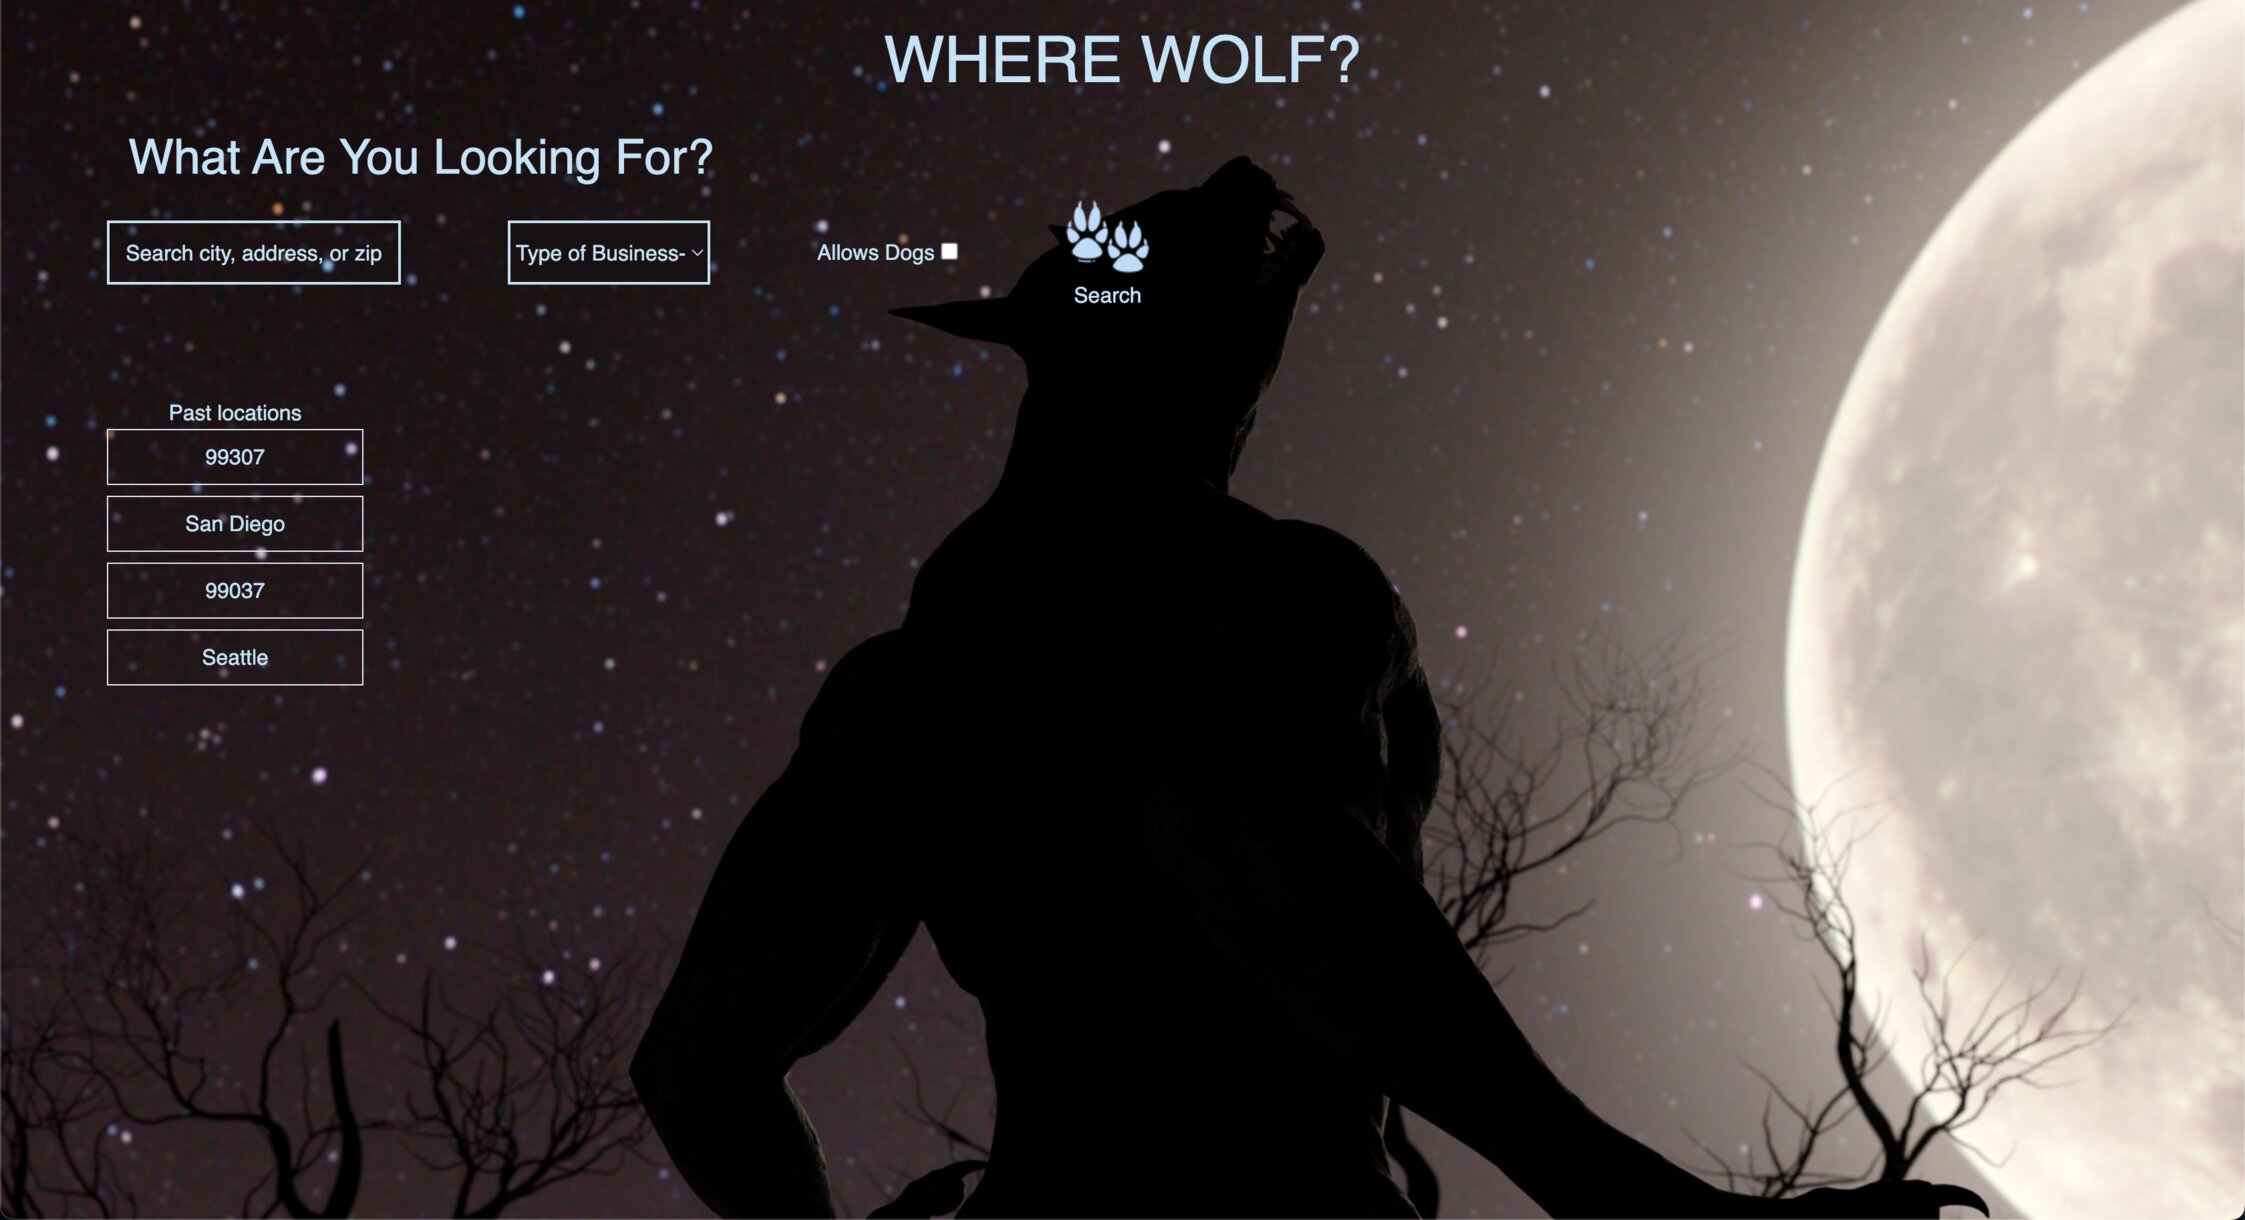 WHERE WOLF?
What Are You Looking For?
Search city, address, or zip
Type of Business-
Allows Dogs
Search
Past locations
99307
San Diego
99037
Seattle